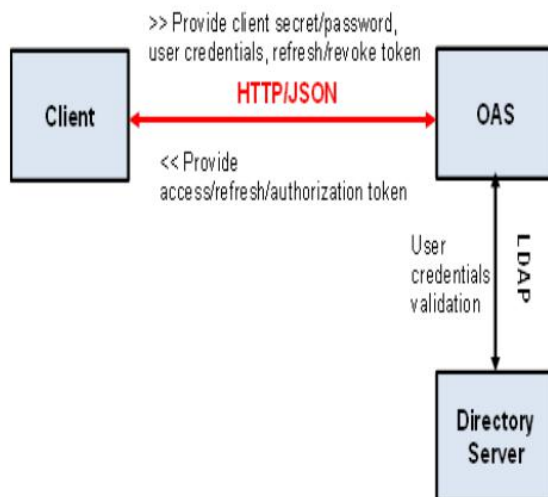 >> Provide client secret/password,
user credentials, refresh/revoke token
HTTP/JSON
Client
OAS
<< Provide
access/refresh/authorization token
User
credentials
validation
LDAP
Directory
Server